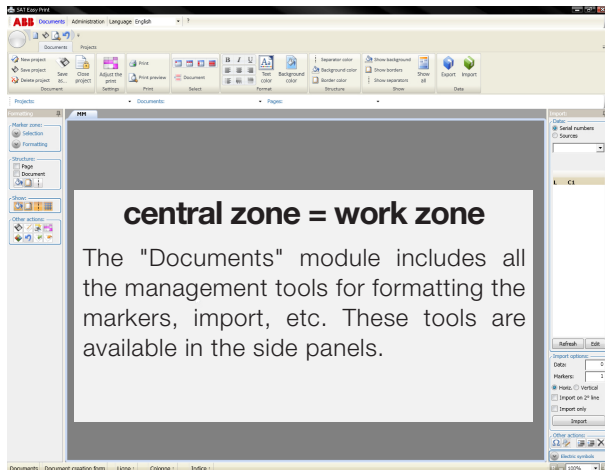 SAT Easy Print
ABB Documents Administration Language English ?
Documents Projects
New project
Save project
Delete project
Save as...
Close project
Document
Adjust the print
Settings
Print
Print preview
Print
Document
Select
B I U
Text color
Background color
Format
Separator color
Background color
Border color
Structure
Show background
Show borders
Show separators
Show all
Show
Export Import
Data
Projects: Documents: Pages:
Formatting
Marker zone:
Selection
Formatting
Structure:
Page
Document
Show:
Other actions:
MM
central zone = work zone
The "Documents" module includes all
the management tools for formatting the
markers, import, etc. These tools are
available in the side panels.
Import:
Data:
Serial numbers
Sources
L C1
Refresh Edit
Import options:
Data: 0
Markers: 1
Horiz. Vertical
Import on 2° line
Import only
Import
Other actions:
Electric symbols
Documents Document creation form Ligne : Colonne : Indice :
100%